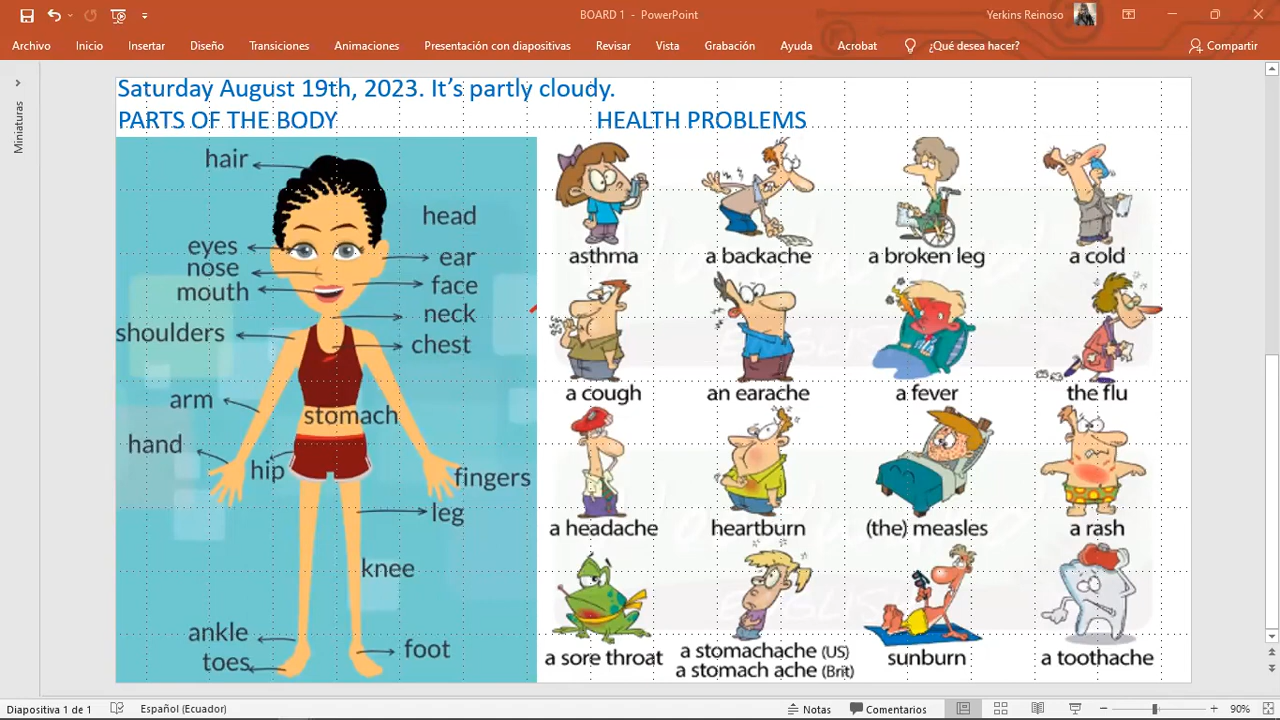 BOARD 1 - PowerPoint
Yerkins Reinoso
Archivo Inicio Insertar Diseño Transiciones Animaciones Presentación con diapositivas Revisar Vista Grabación Ayuda Acrobat ¿Qué desea hacer? Compartir
Miniaturas
Saturday August 19th, 2023. It’s partly cloudy.
PARTS OF THE BODY
hair
head
eyes
ear
nose
face
mouth
neck
shoulders
chest
arm
stomach
hand
hip
fingers
leg
knee
ankle
foot
toes
HEALTH PROBLEMS
asthma
a backache
a broken leg
a cold
a cough
an earache
a fever
the flu
a headache
heartburn
(the) measles
a rash
a sore throat
a stomachache (US)
a stomach ache (Brit)
sunburn
a toothache
Diapositiva 1 de 1 Español (Ecuador) Notas Comentarios 90%